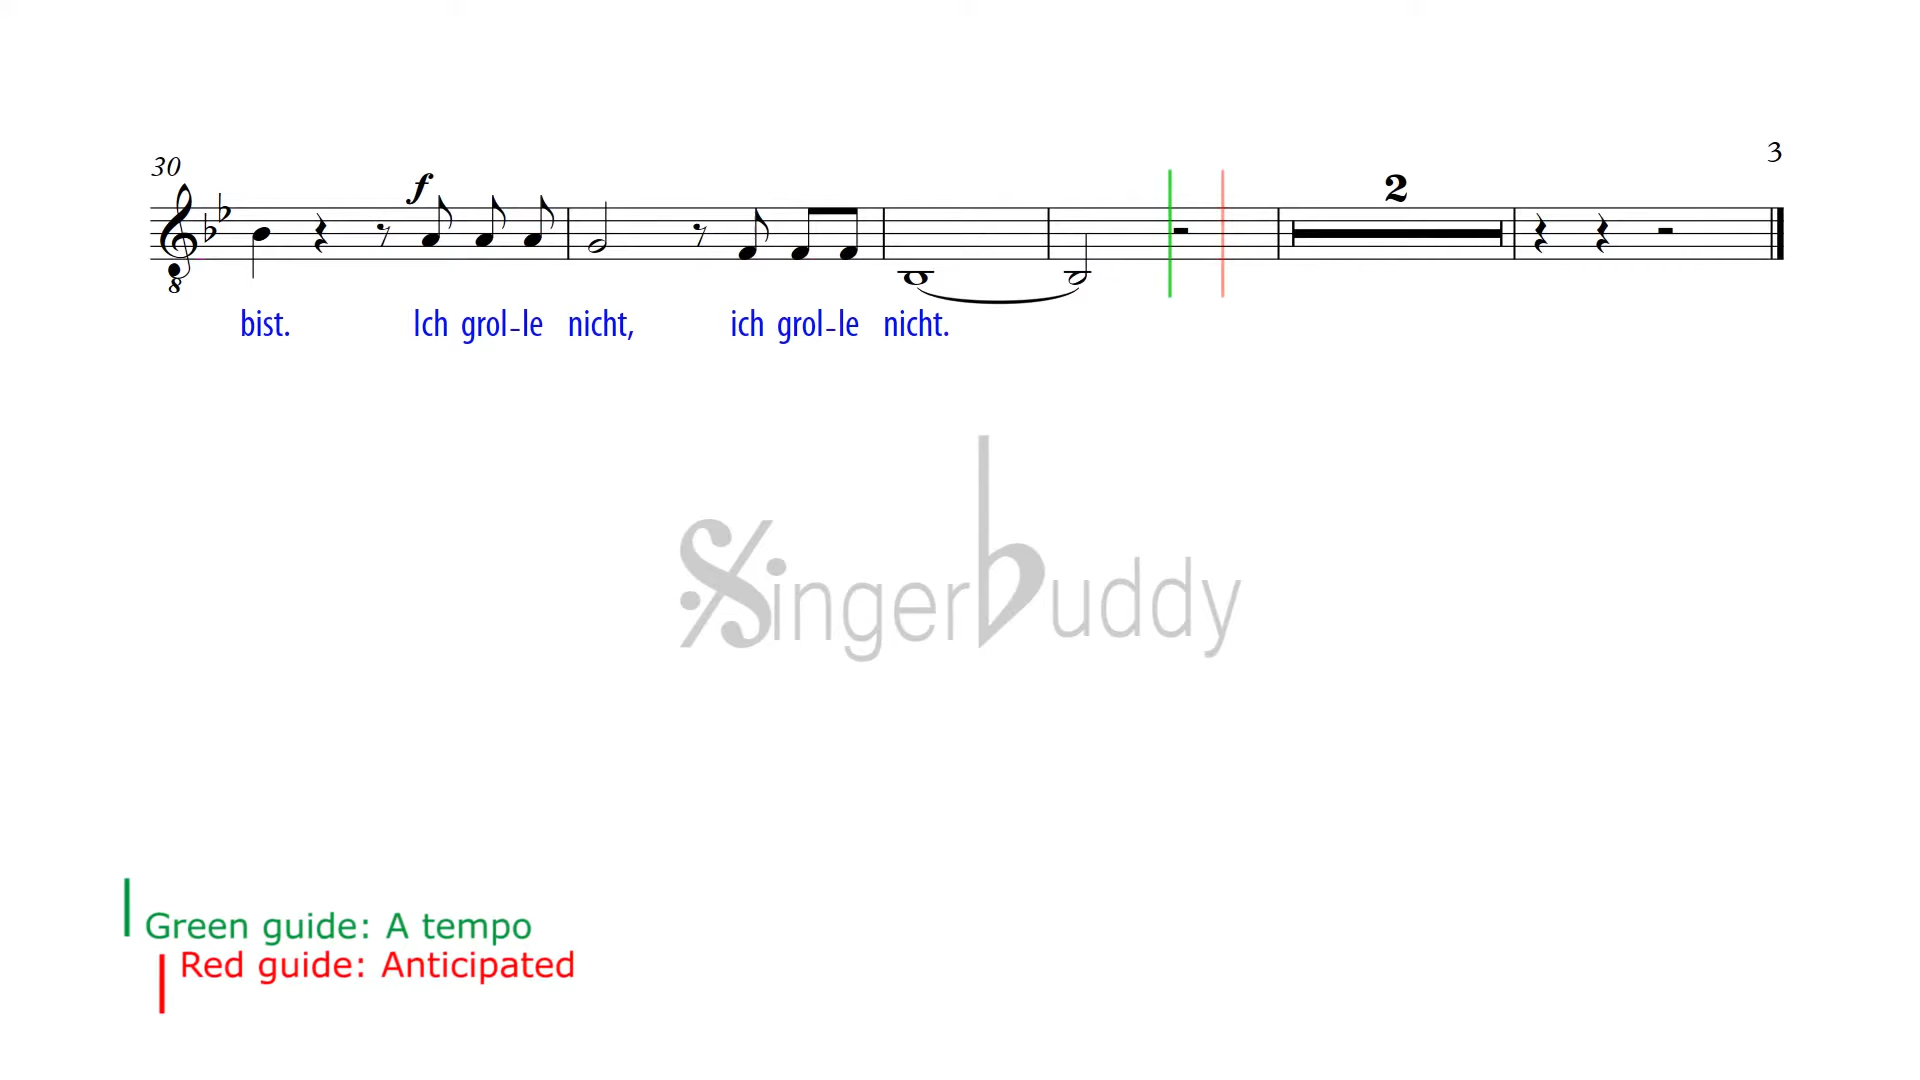 30
3
f
2
8
bist. Ich grol-le nicht, ich grol-le nicht.
Singerbuddy
Green guide: A tempo
Red guide: Anticipated